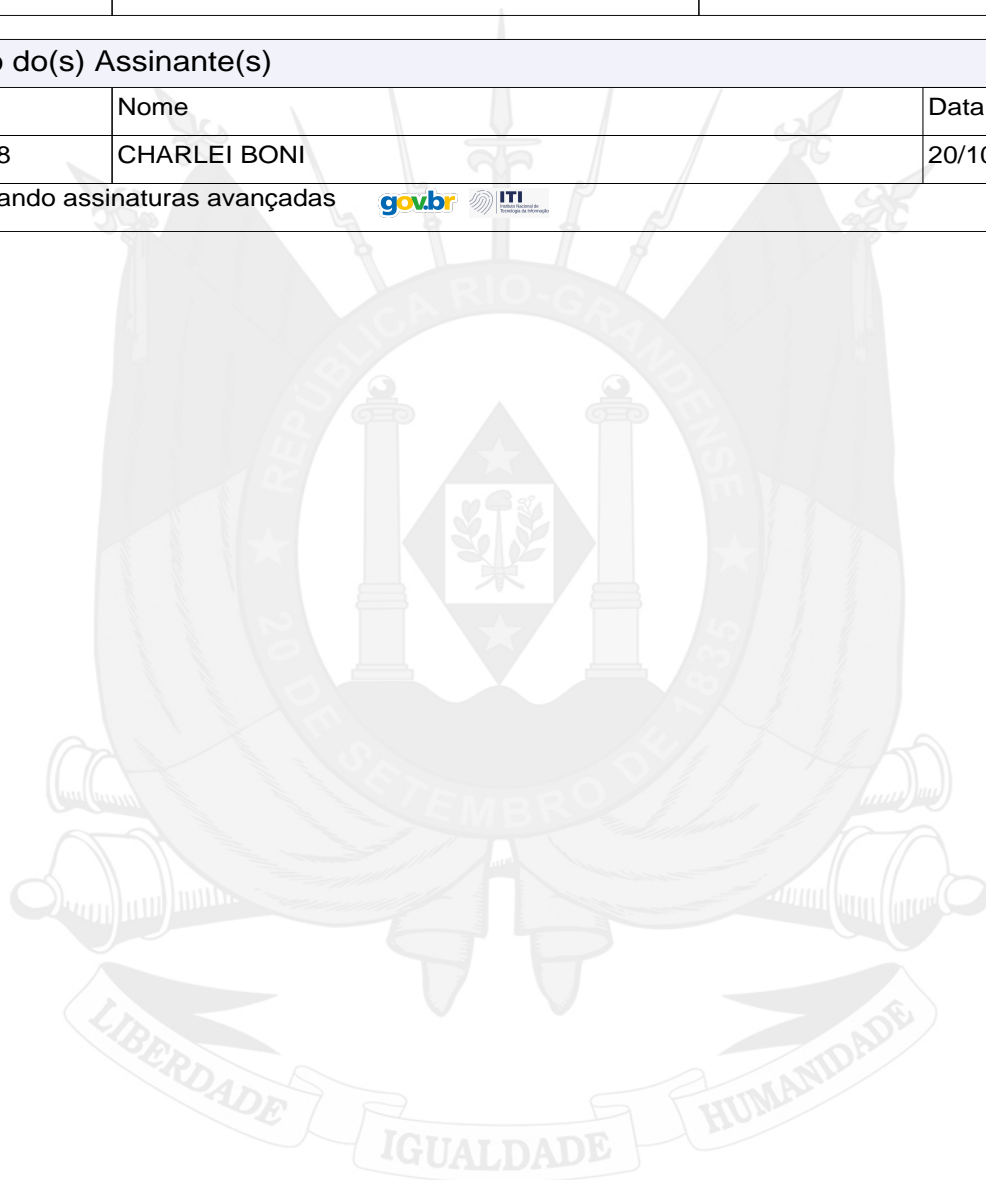 o do(s) Assinante(s)
Nome Data
8 CHARLEI BONI 20/10
ando assinaturas avançadas gov.br ITI
REPÚBLICA RIO-GRANDENSE
20 DE SETEMBRO DE 1835
LIBERDADE IGUALDADE HUMANIDADE